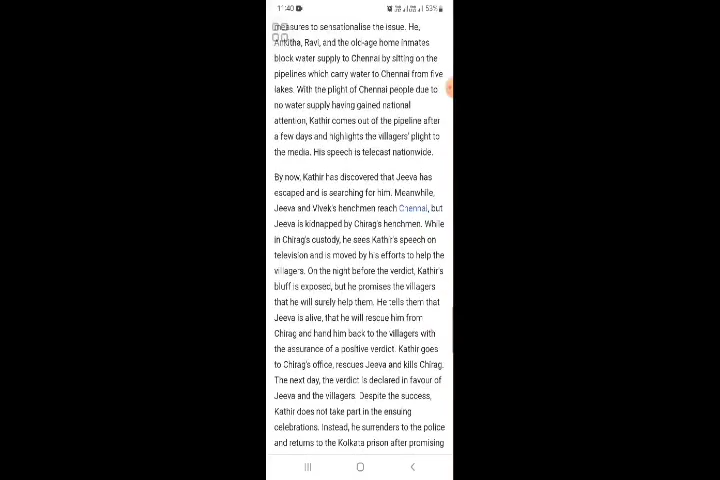 11:40
53%
measures to sensationalise the issue. He,
Ankitha, Ravi, and the old-age home inmates
block water supply to Chennai by sitting on the
pipelines which carry water to Chennai from five
lakes. With the plight of Chennai people due to
no water supply having gained national
attention, Kathir comes out of the pipeline after
a few days and highlights the villagers' plight to
the media. His speech is telecast nationwide.
By now, Kathir has discovered that Jeeva has
escaped and is searching for him. Meanwhile,
Jeeva and Vivek's henchmen reach Chennai, but
Jeeva is kidnapped by Chirag's henchmen. While
in Chirag's custody, he sees Kathir's speech on
television and is moved by his efforts to help the
villagers. On the night before the verdict, Kathir's
bluff is exposed, but he promises the villagers
that he will surely help them. He tells them that
Jeeva is alive, that he will rescue him from
Chirag and hand him back to the villagers with
the assurance of a positive verdict. Kathir goes
to Chirag's office, rescues Jeeva and kills Chirag.
The next day, the verdict is declared in favour of
Jeeva and the villagers. Despite the success,
Kathir does not take part in the ensuing
celebrations. Instead, he surrenders to the police
and returns to the Kolkata prison after promising